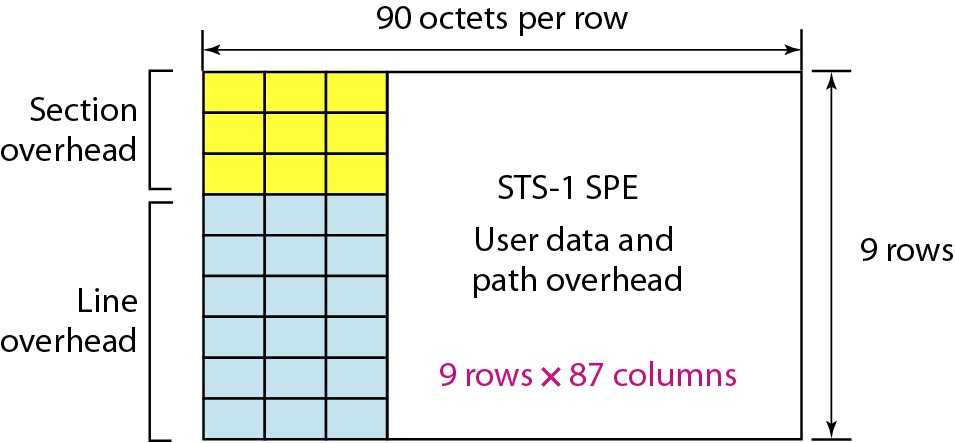 90 octets per row
Section
overhead
STS-1 SPE
User data and
path overhead
9 rows
Line
overhead
9 rows × 87 columns